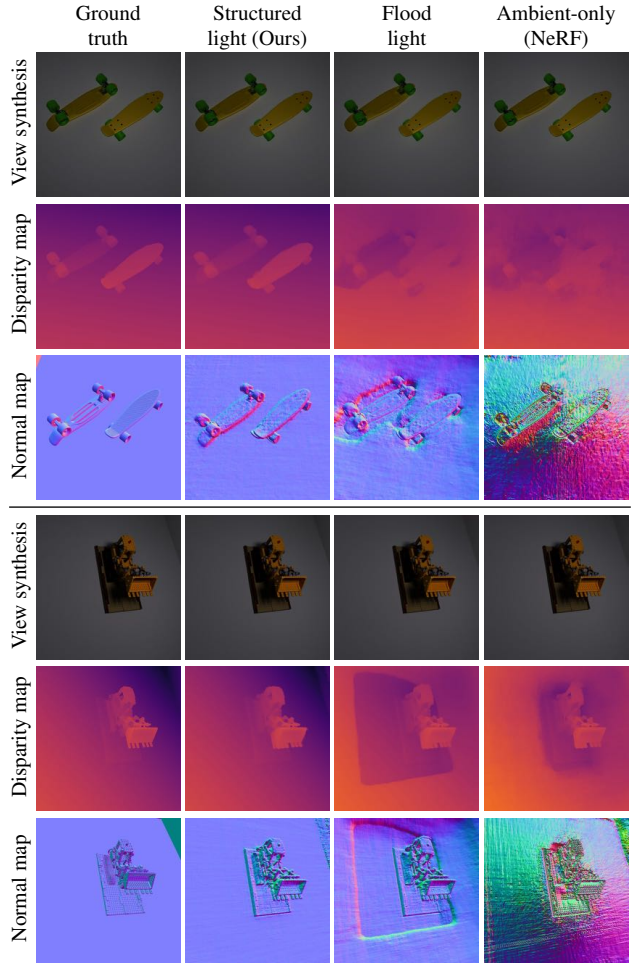 Ground truth
Structured light (Ours)
Flood light
Ambient-only (NeRF)
View synthesis
Disparity map
Normal map
View synthesis
Disparity map
Normal map